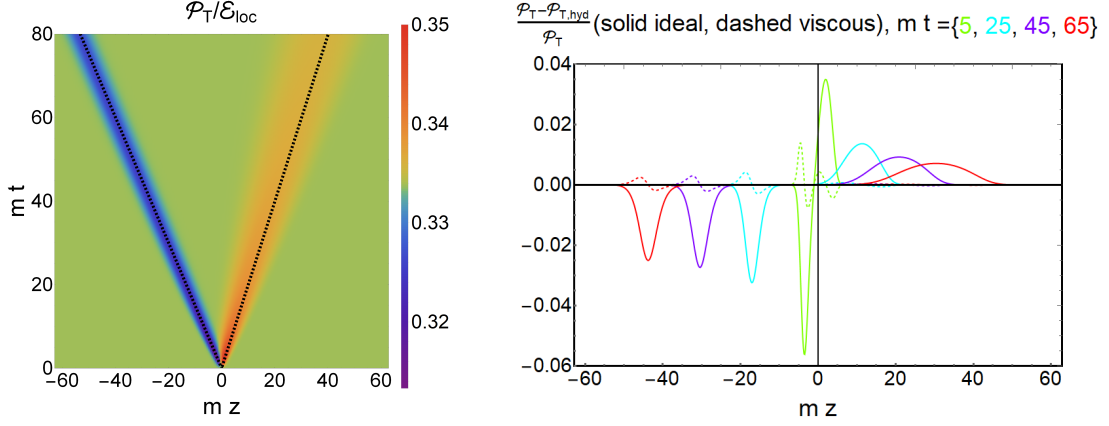 𝒫T/ℰloc
80
60
40
20
0
m t
−60 −40 −20 0 20 40 60
m z
0.35
0.34
0.33
0.32
𝒫T−𝒫T,hyd
𝒫T
(solid ideal, dashed viscous), m t ={5, 25, 45, 65}
0.04
0.02
0.00
−0.02
−0.04
−0.06
−60 −40 −20 0 20 40 60
m z